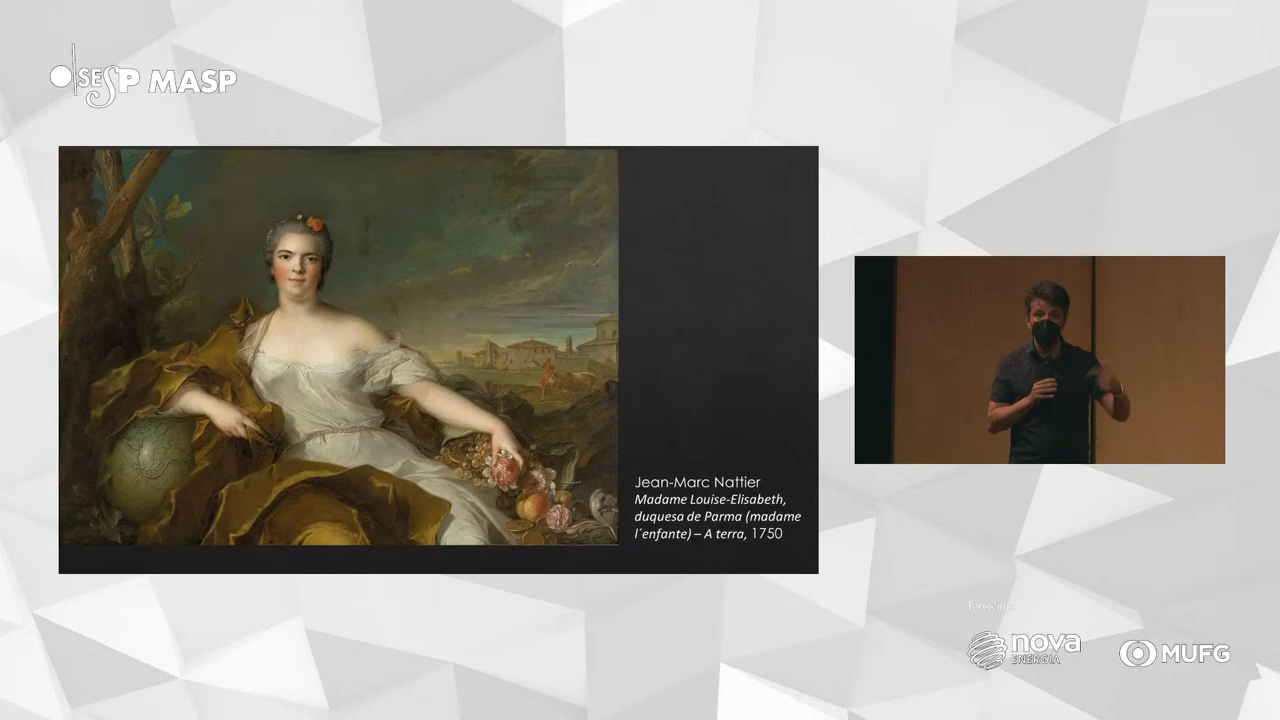 OSESP MASP
Jean-Marc Nattier
Madame Louise-Elisabeth,
duquesa de Parma (madame
l´enfante) – A terra, 1750
nova
ENERGIA
MUFG